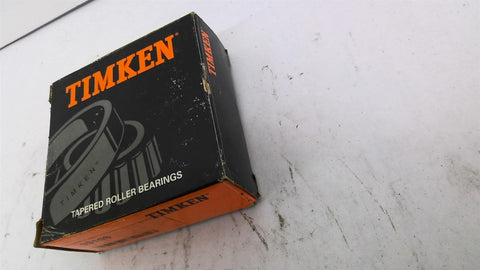 TIMKEN®
TIMKEN
TIMKEN
TAPERED ROLLER BEARINGS
TIMKEN